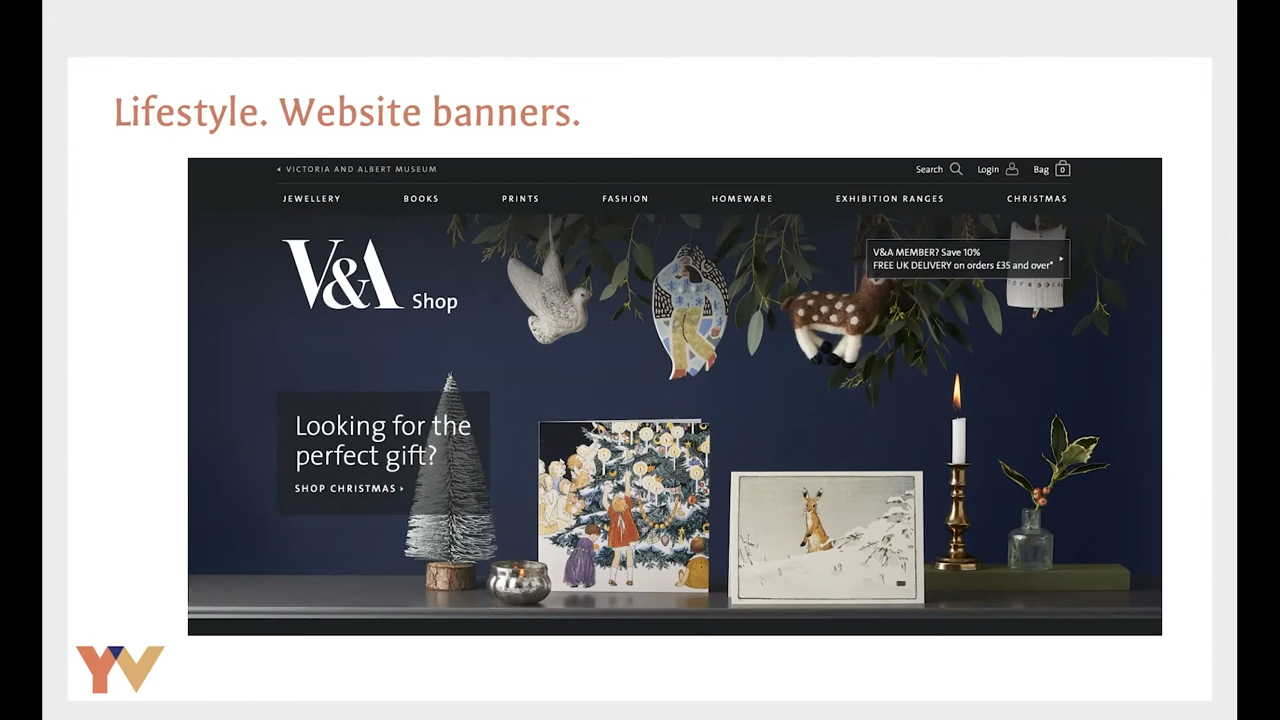 Lifestyle. Website banners.
VICTORIA AND ALBERT MUSEUM
Search Login Bag 0
JEWELLERY BOOKS PRINTS FASHION HOMEWARE EXHIBITION RANGES CHRISTMAS
V&A Shop
V&A MEMBER? Save 10%
FREE UK DELIVERY on orders £35 and over*
Looking for the
perfect gift?
SHOP CHRISTMAS
YV